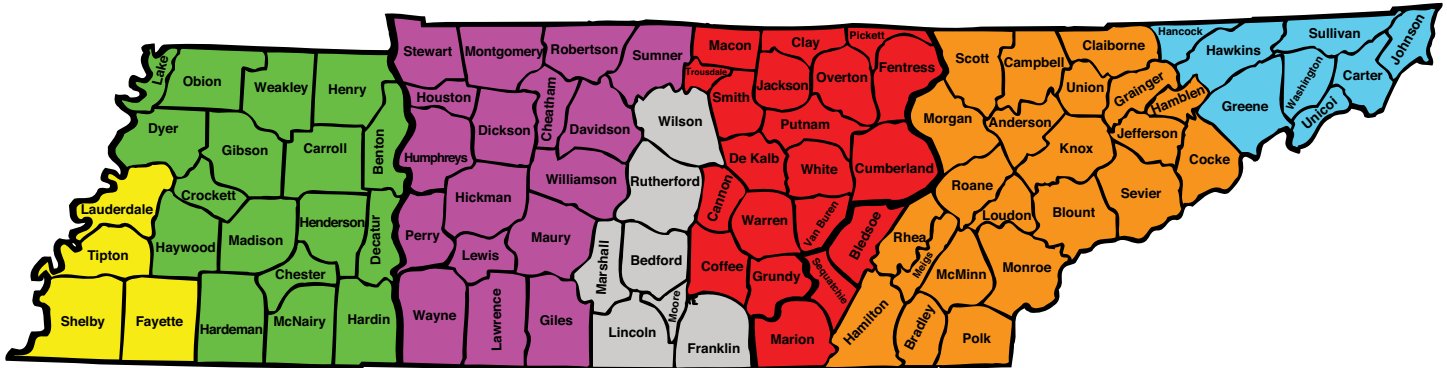 Lake
Obion
Weakley
Henry
Dyer
Gibson
Carroll
Benton
Lauderdale
Crockett
Tipton
Haywood
Madison
Henderson
Decatur
Chester
Shelby
Fayette
Hardeman
McNairy
Hardin
Stewart
Montgomery
Robertson
Sumner
Houston
Dickson
Cheatham
Davidson
Humphreys
Hickman
Williamson
Perry
Lewis
Maury
Wayne
Lawrence
Giles
Wilson
Rutherford
Marshall
Bedford
Moore
Lincoln
Franklin
Macon
Clay
Pickett
Trousdale
Smith
Jackson
Overton
Fentress
Putnam
De Kalb
White
Cumberland
Cannon
Warren
Van Buren
Bledsoe
Coffee
Grundy
Sequatchie
Marion
Scott
Campbell
Claiborne
Union
Grainger
Hamblen
Morgan
Anderson
Knox
Jefferson
Cocke
Roane
Loudon
Blount
Sevier
Rhea
Meigs
McMinn
Monroe
Hamilton
Bradley
Polk
Hancock
Hawkins
Sullivan
Johnson
Greene
Washington
Carter
Unicoi